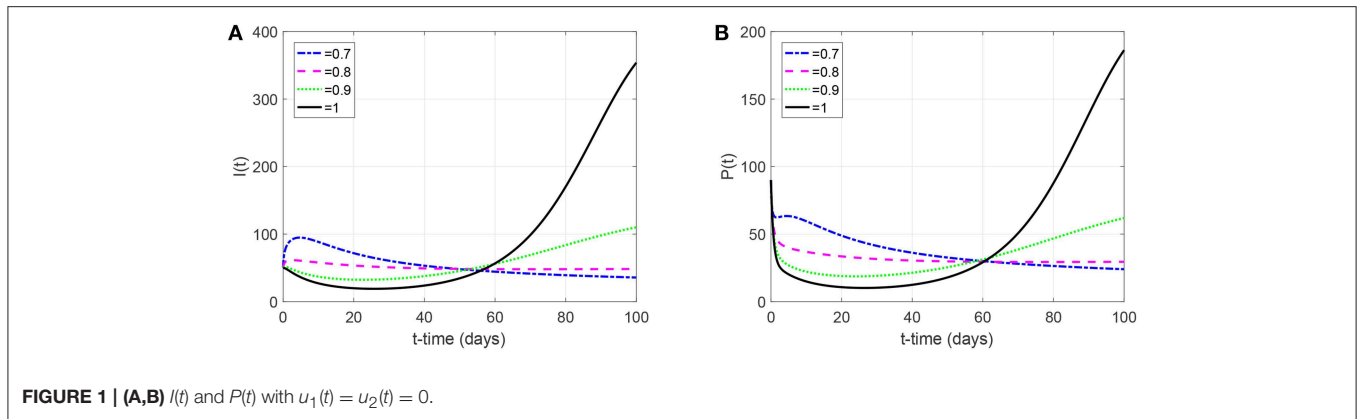 A
400
300
200
100
0
I(t)
=0.7
=0.8
=0.9
=1
0 20 40 60 80 100
t-time (days)
B
200
150
100
50
0
P(t)
=0.7
=0.8
=0.9
=1
0 20 40 60 80 100
t-time (days)
FIGURE 1 | (A,B) I(t) and P(t) with u₁(t) = u₂(t) = 0.